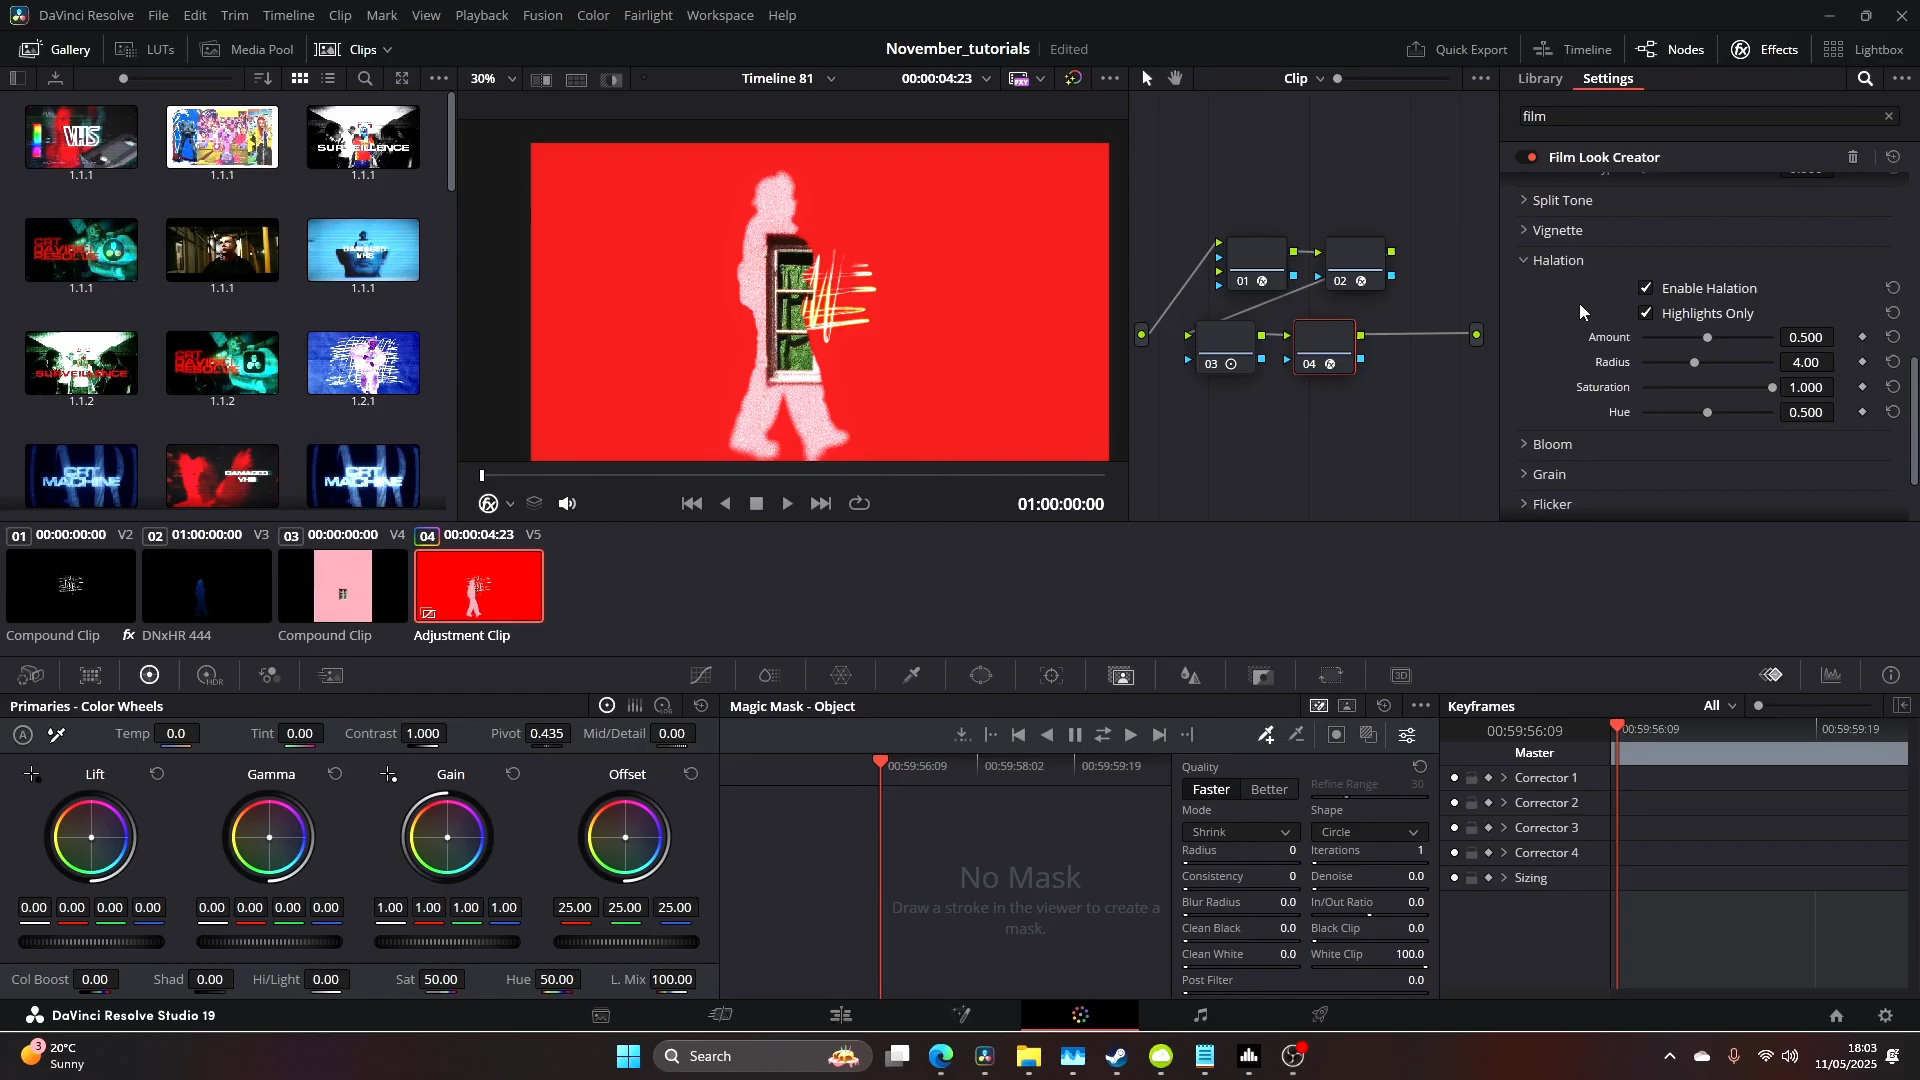 DaVinci Resolve File Edit Trim Timeline Clip Mark View Playback Fusion Color Fairlight Workspace Help
Gallery LUTs Media Pool Clips November_tutorials Edited Quick Export Timeline Nodes Effects Lightbox
30% Timeline 81 00:00:04:23 Clip Library Settings
film
Film Look Creator
Split Tone
Vignette
Halation
Enable Halation
Highlights Only
Amount 0.500
Radius 4.00
Saturation 1.000
Hue 0.500
Bloom
Grain
Flicker
VHS SURVEILLENCE
1.1.1 1.1.1 1.1.1
1.1.1 1.1.1 1.1.1
1.1.2 1.1.2 1.2.1
CRT MACHINE DAMAGED VHS CRT MACHINE
01 02
03 04
01:00:00:00
01 00:00:00:00 V2 02 01:00:00:00 V3 03 00:00:00:00 V4 04 00:00:04:23 V5
Compound Clip fx DNxHR 444 Compound Clip Adjustment Clip
HDR 3D
Primaries - Color Wheels LOG Magic Mask - Object Keyframes All
A Temp 0.0 Tint 0.00 Contrast 1.000 Pivot 0.435 Mid/Detail 0.00
Lift Gamma Gain Offset
0.00 0.00 0.00 0.00 0.00 0.00 0.00 0.00 1.00 1.00 1.00 1.00 25.00 25.00 25.00
Col Boost 0.00 Shad 0.00 Hi/Light 0.00 Sat 50.00 Hue 50.00 L. Mix 100.00
00:59:56:09 00:59:58:02 00:59:59:19
No Mask
Draw a stroke in the viewer to create a
mask.
Quality
Faster Better Refine Range 30
Mode Shape
Shrink Circle
Radius 0 Iterations 1
Consistency 0 Denoise 0.0
Blur Radius 0.0 In/Out Ratio 0.0
Clean Black 0.0 Black Clip 0.0
Clean White 0.0 White Clip 100.0
Post Filter 0.0
00:59:56:09 00:59:56:09 00:59:59:19
Master
Corrector 1
Corrector 2
Corrector 3
Corrector 4
Sizing
DaVinci Resolve Studio 19
3 20°C
Sunny
Search
18:03
11/05/2025